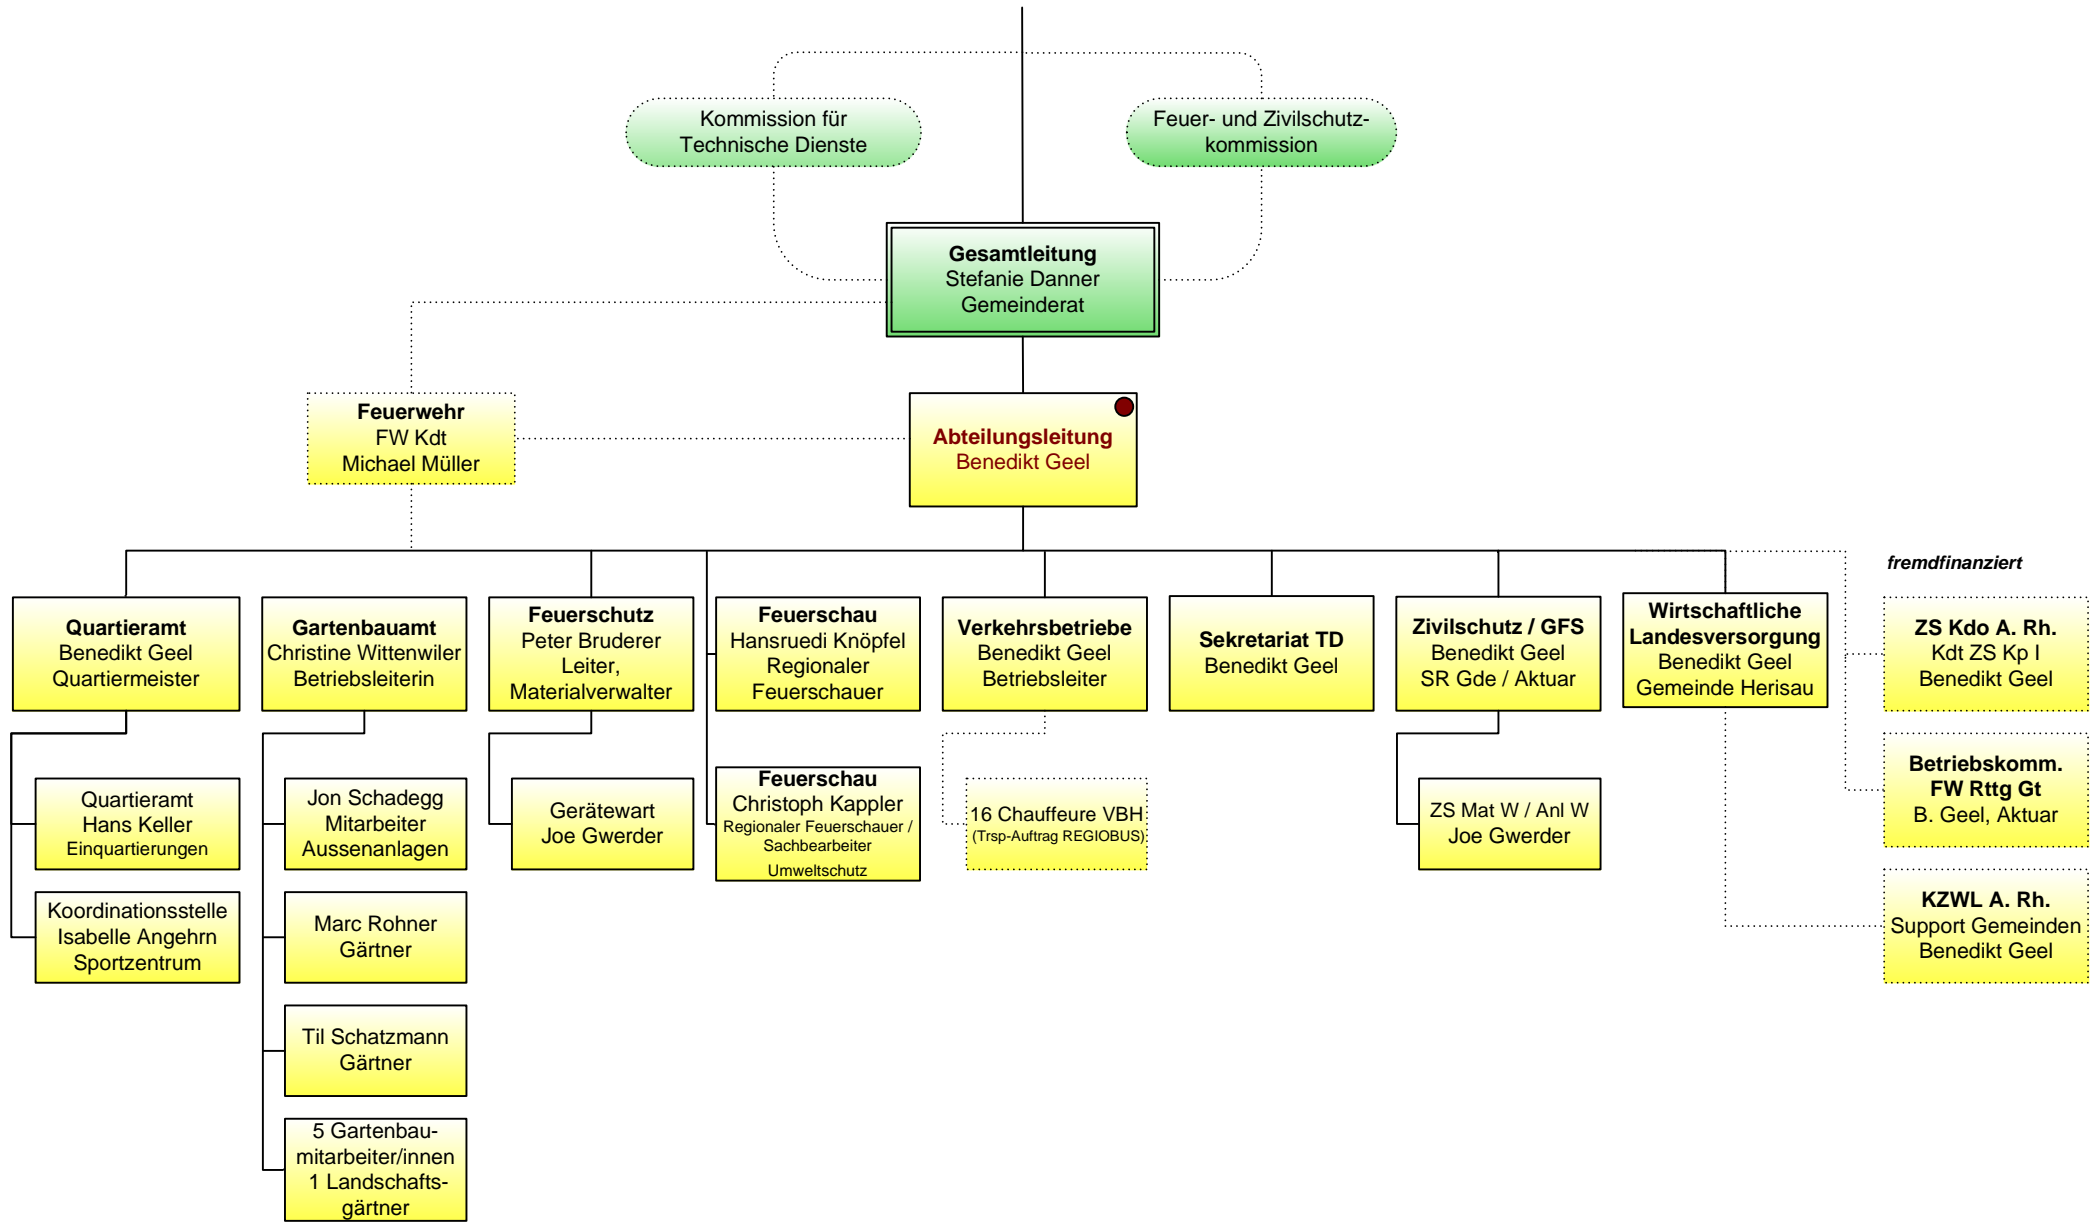 Kommission für
Technische Dienste
Feuer- und Zivilschutz-
kommission
Gesamtleitung
Stefanie Danner
Gemeinderat
Feuerwehr
FW Kdt
Michael Müller
Abteilungsleitung
Benedikt Geel
fremdfinanziert
Quartieramt
Benedikt Geel
Quartiermeister
Gartenbauamt
Christine Wittenwiler
Betriebsleiterin
Feuerschutz
Peter Bruderer
Leiter,
Materialverwalter
Feuerschau
Hansruedi Knöpfel
Regionaler
Feuerschauer
Verkehrsbetriebe
Benedikt Geel
Betriebsleiter
Sekretariat TD
Benedikt Geel
Zivilschutz / GFS
Benedikt Geel
SR Gde / Aktuar
Wirtschaftliche
Landesversorgung
Benedikt Geel
Gemeinde Herisau
ZS Kdo A. Rh.
Kdt ZS Kp I
Benedikt Geel
Quartieramt
Hans Keller
Einquartierungen
Jon Schadegg
Mitarbeiter
Aussenanlagen
Gerätewart
Joe Gwerder
Feuerschau
Christoph Kappler
Regionaler Feuerschauer /
Sachbearbeiter
Umweltschutz
16 Chauffeure VBH
(Trsp-Auftrag REGIOBUS)
ZS Mat W / Anl W
Joe Gwerder
Betriebskomm.
FW Rttg Gt
B. Geel, Aktuar
Koordinationsstelle
Isabelle Angehrn
Sportzentrum
Marc Rohner
Gärtner
KZWL A. Rh.
Support Gemeinden
Benedikt Geel
Til Schatzmann
Gärtner
5 Gartenbau-
mitarbeiter/innen
1 Landschafts-
gärtner